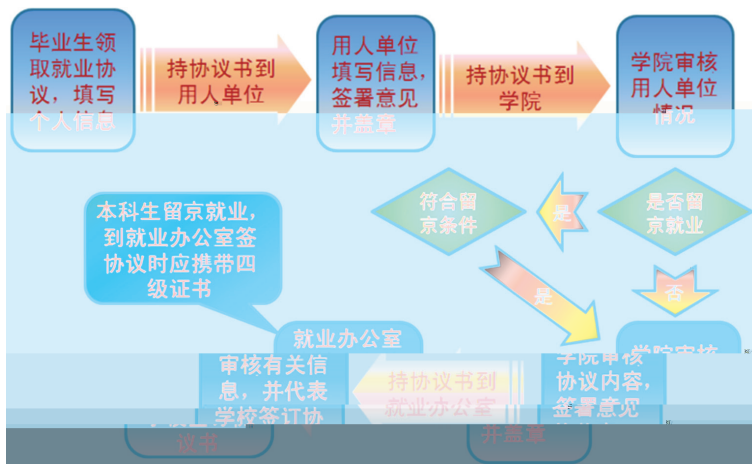 毕业生领
取就业协
议，填写
个人信息
持协议书到
用人单位
用人单位
填写信息，
签署意见
并盖章
持协议书到
学院
学院审核
用人单位
情况
是否留
京就业
是
符合留
京条件
否
是
本科生留京就业，
到就业办公室签
协议时应携带四
级证书
就业办公室
审核有关信
息，并代表
学校签订协
议书
持协议书到
就业办公室
学院审核
学院审核
协议内容，
签署意见
并盖章